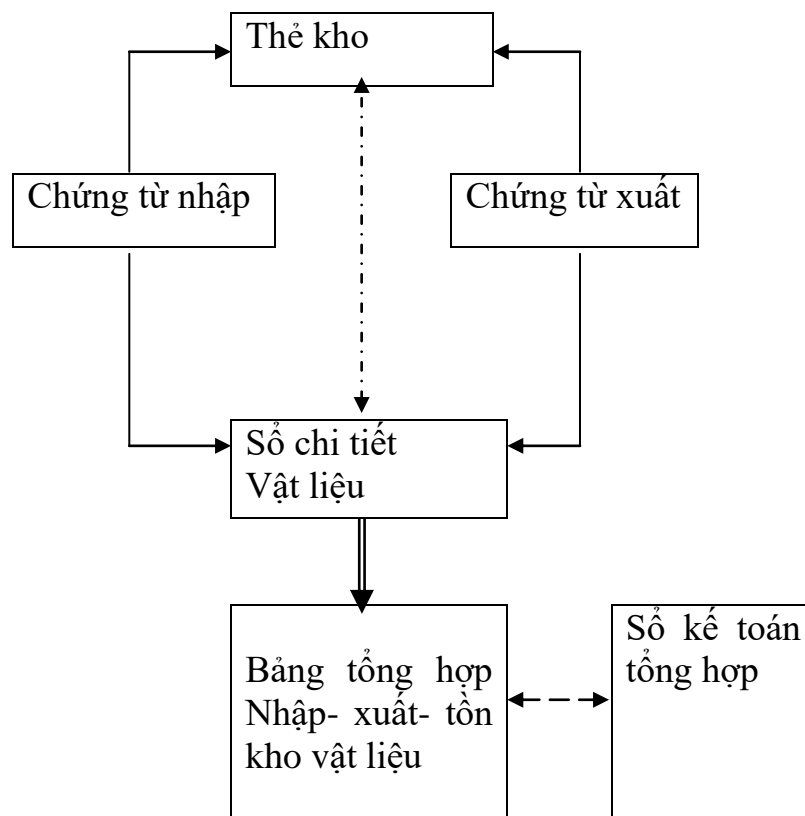 Thẻ kho
Chứng từ nhập
Chứng từ xuất
Sổ chi tiết
Vật liệu
Bảng tổng hợp
Nhập- xuất- tồn
kho vật liệu
Sổ kế toán
tổng hợp